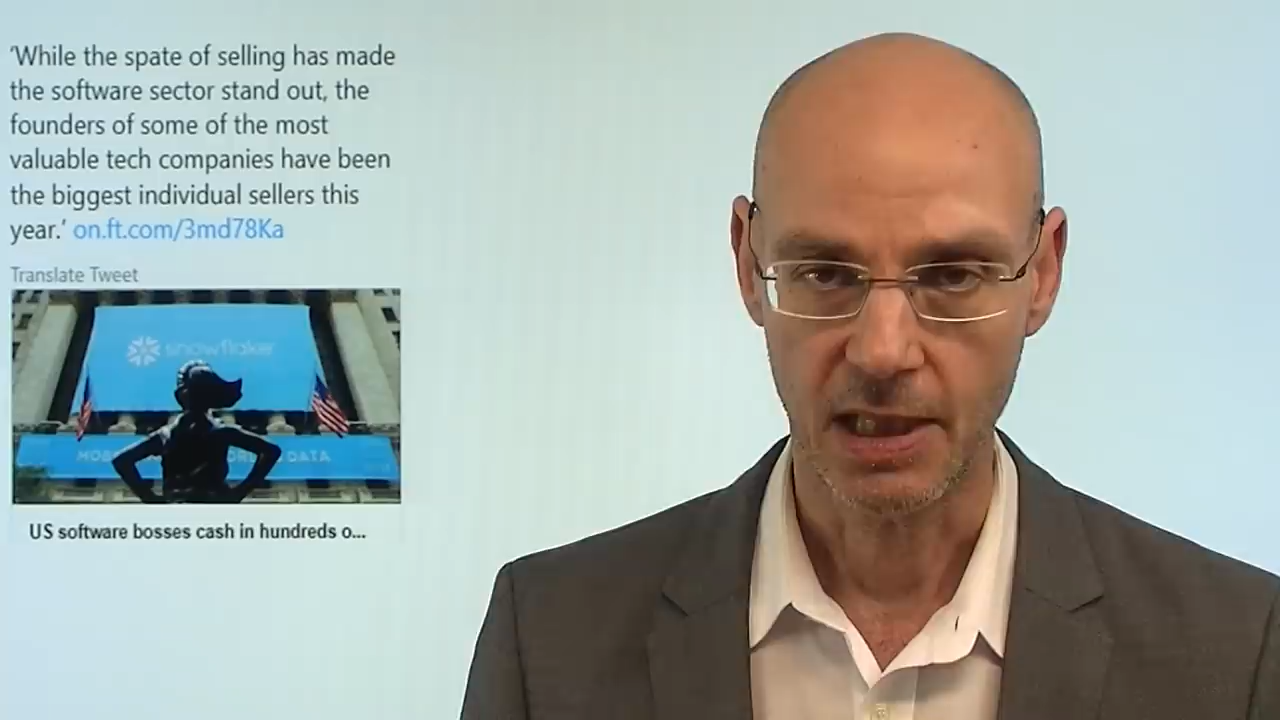 'While the spate of selling has made
the software sector stand out, the
founders of some of the most
valuable tech companies have been
the biggest individual sellers this
year.' on.ft.com/3md78Ka
Translate Tweet
snowflake
DATA
US software bosses cash in hundreds o...